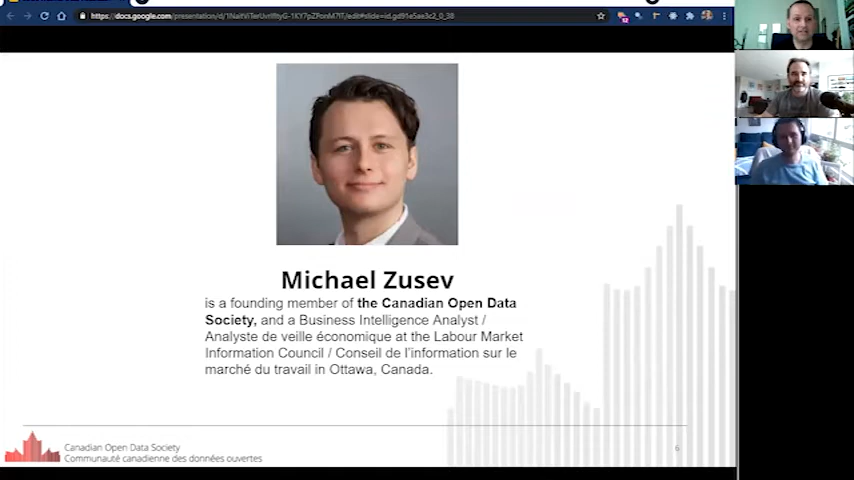 Michael Zusev
is a founding member of the Canadian Open Data
Society, and a Business Intelligence Analyst /
Analyste de veille économique at the Labour Market
Information Council / Conseil de l'information sur le
marché du travail in Ottawa, Canada.
Canadian Open Data Society
Communauté canadienne des données ouvertes
6